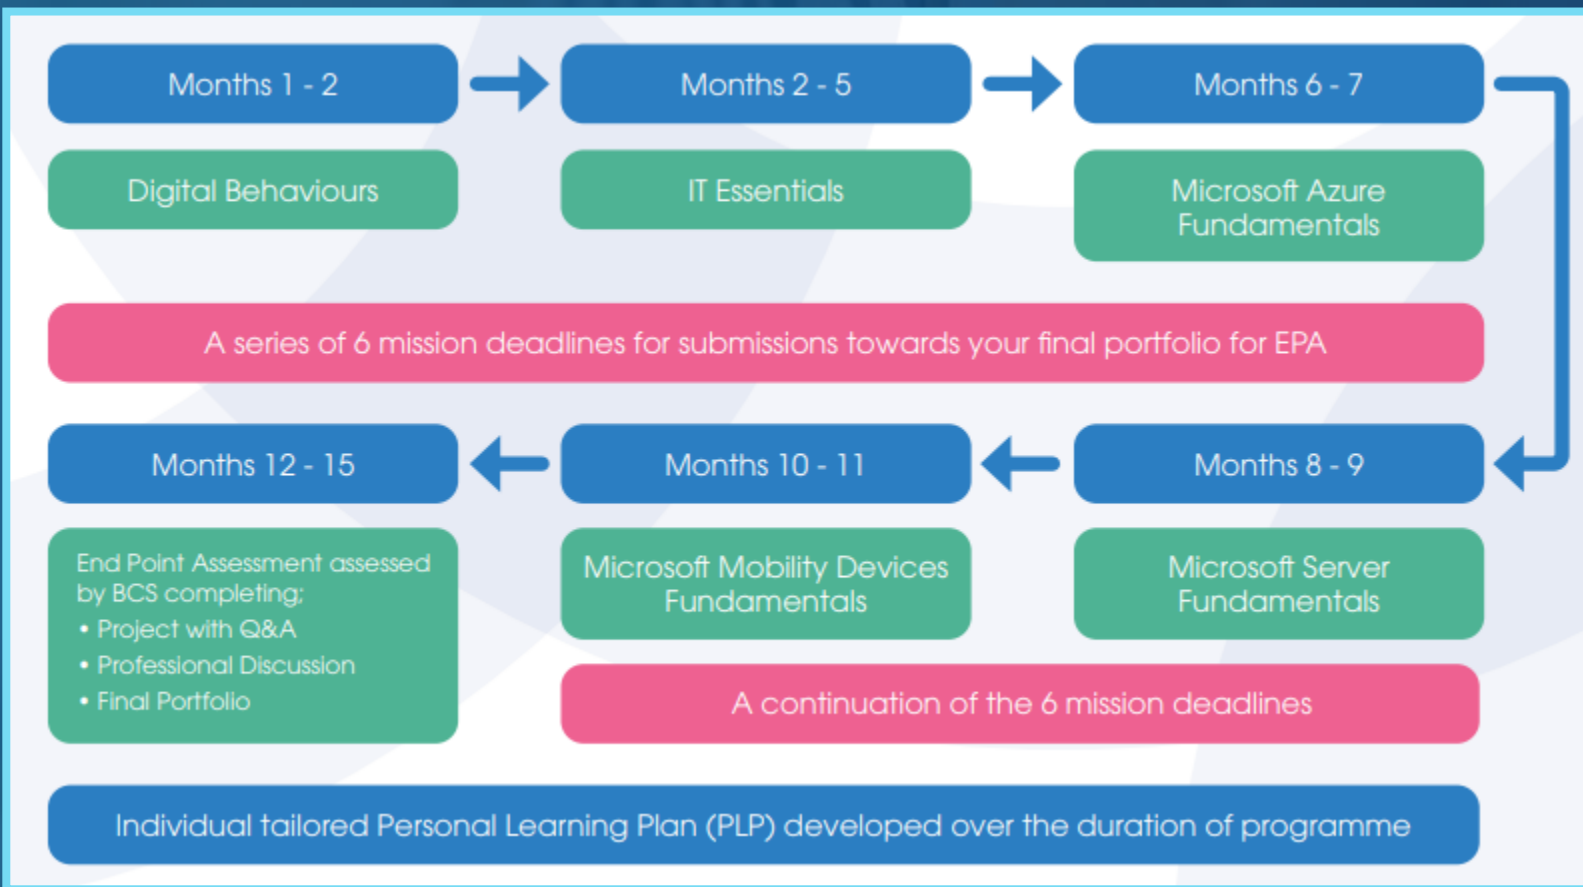 Months 1 - 2
Months 2 - 5
Months 6 - 7
Digital Behaviours
IT Essentials
Microsoft Azure
Fundamentals
A series of 6 mission deadlines for submissions towards your final portfolio for EPA
Months 12 - 15
Months 10 - 11
Months 8 - 9
End Point Assessment assessed
by BCS completing;
• Project with Q&A
• Professional Discussion
• Final Portfolio
Microsoft Mobility Devices
Fundamentals
Microsoft Server
Fundamentals
A continuation of the 6 mission deadlines
Individual tailored Personal Learning Plan (PLP) developed over the duration of programme